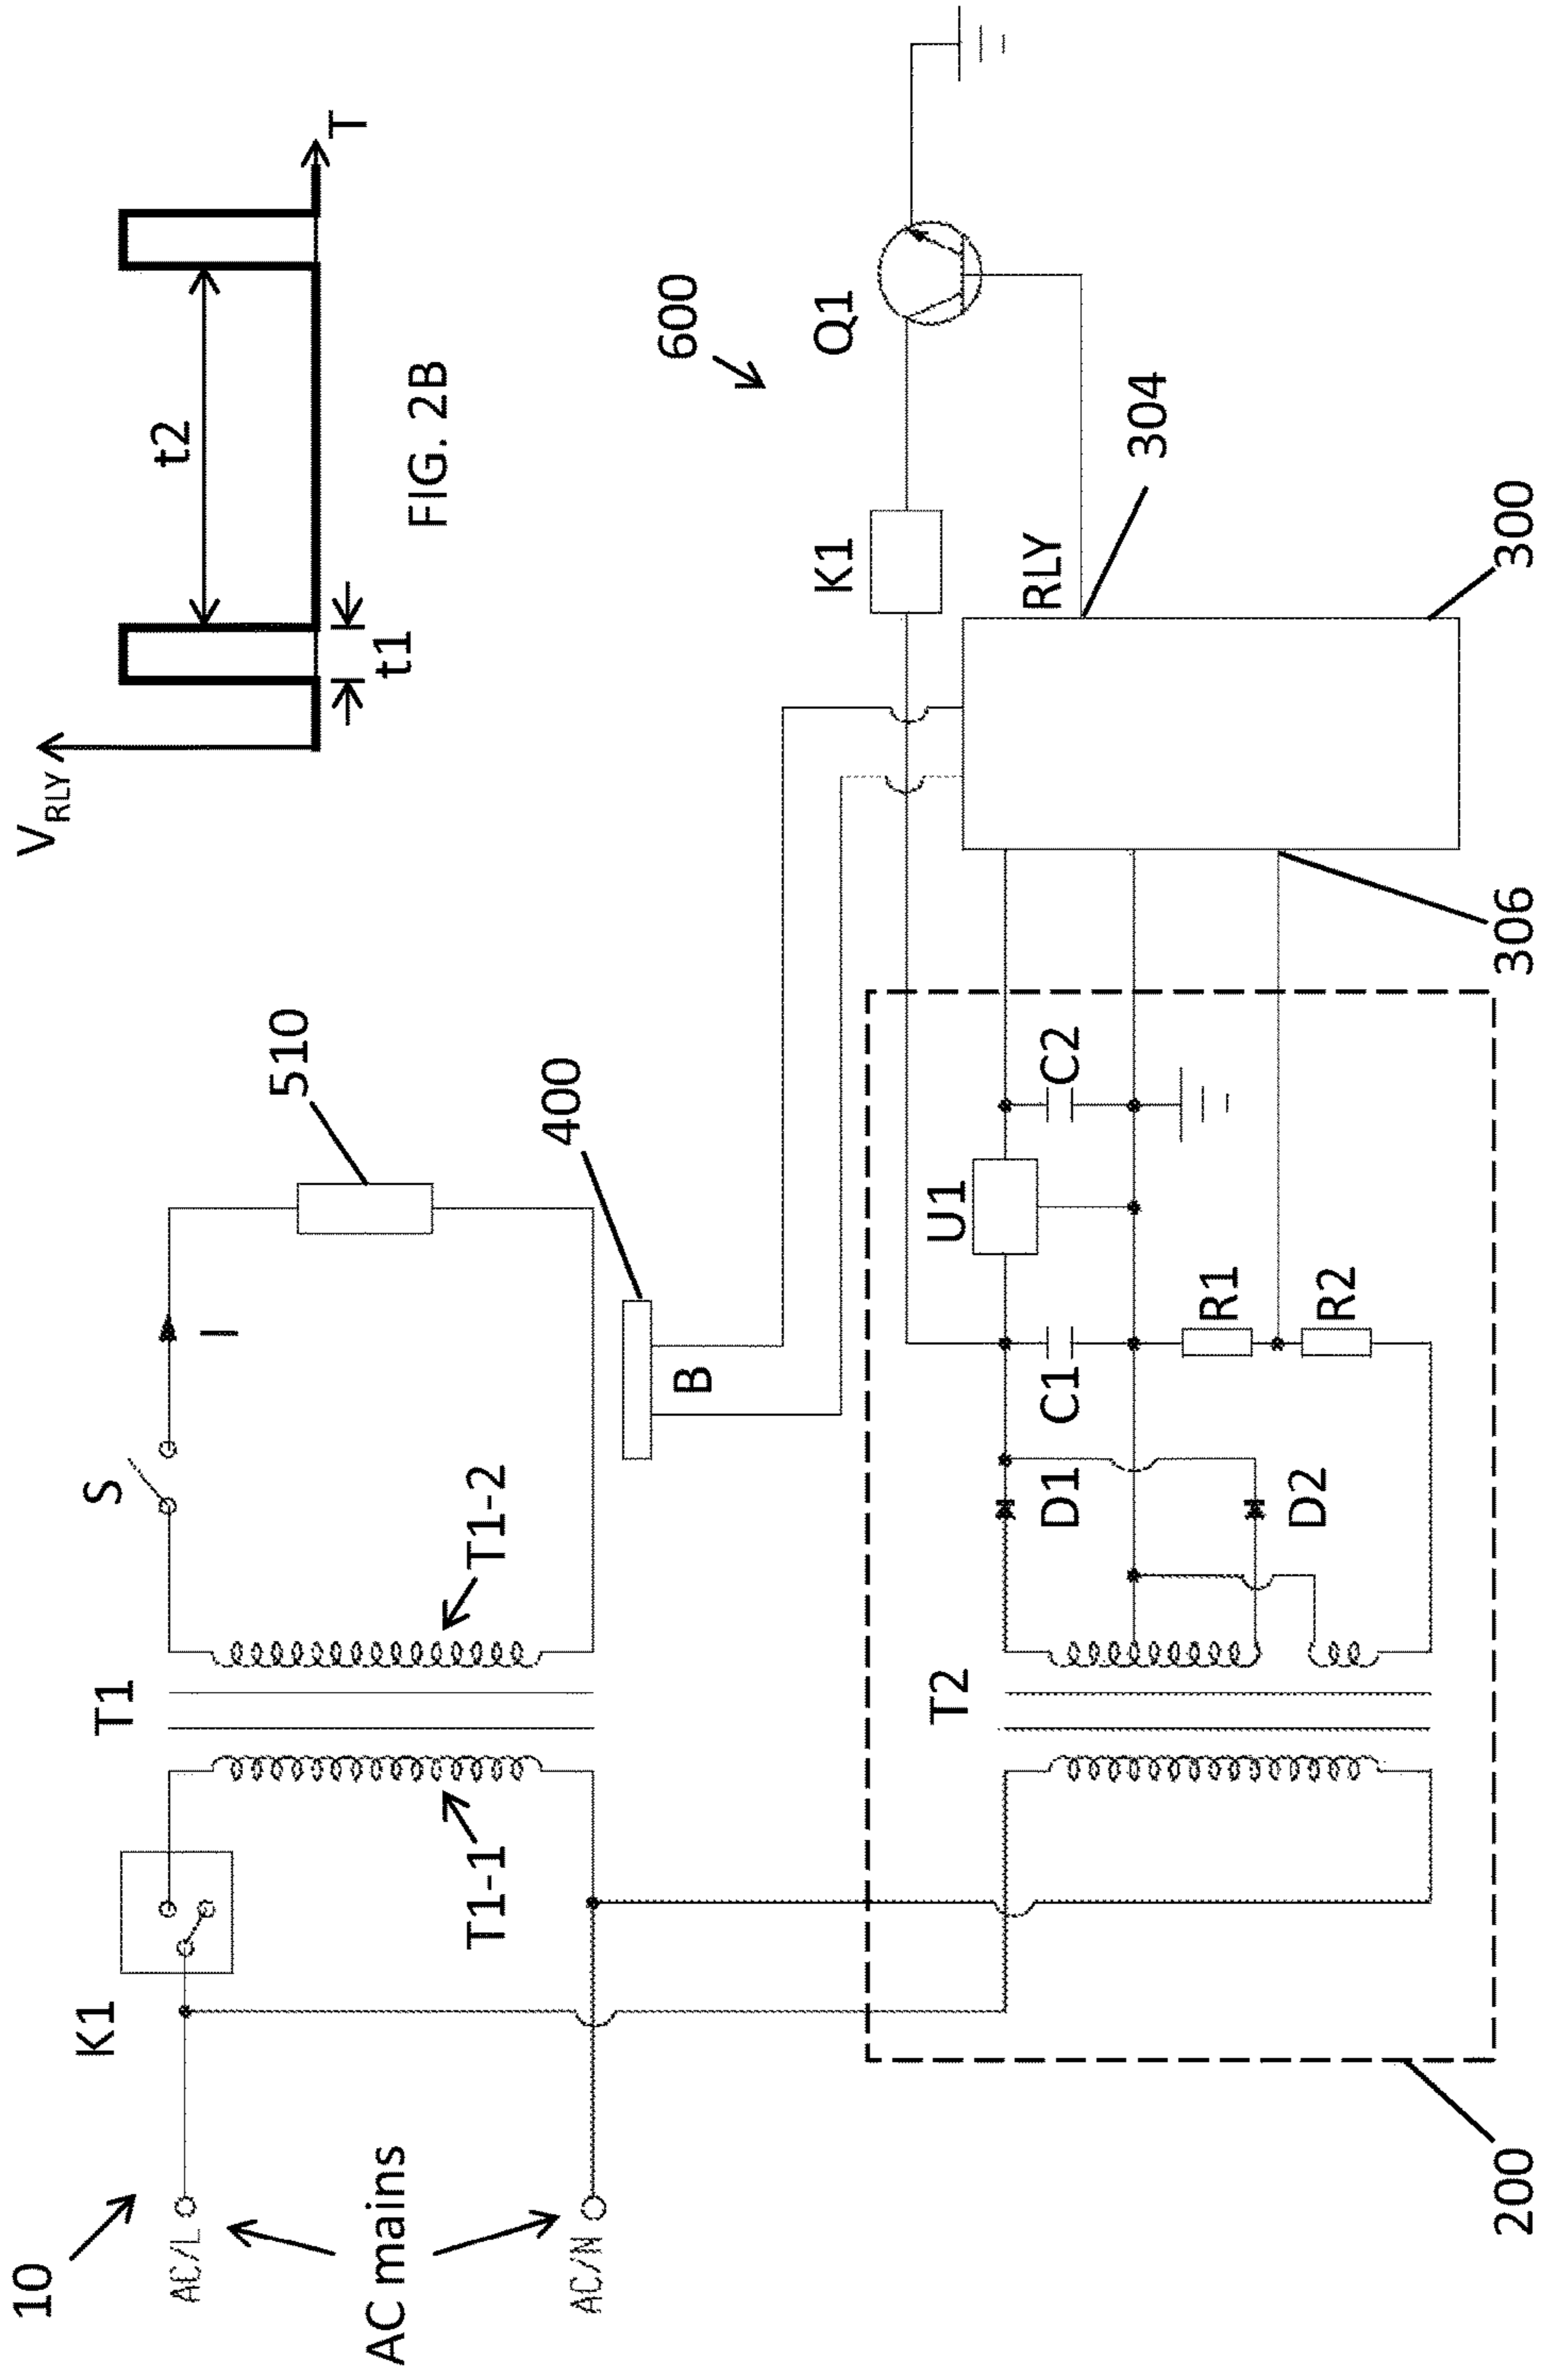 10
AC/L
AC mains
AC/N
K1
T1
T1-1
T1-2
S
I
510
400
B
V RLY
t1
t2
T
FIG. 2B
600
K1
Q1
RLY
304
300
306
200
T2
D1
D2
C1
U1
C2
R1
R2